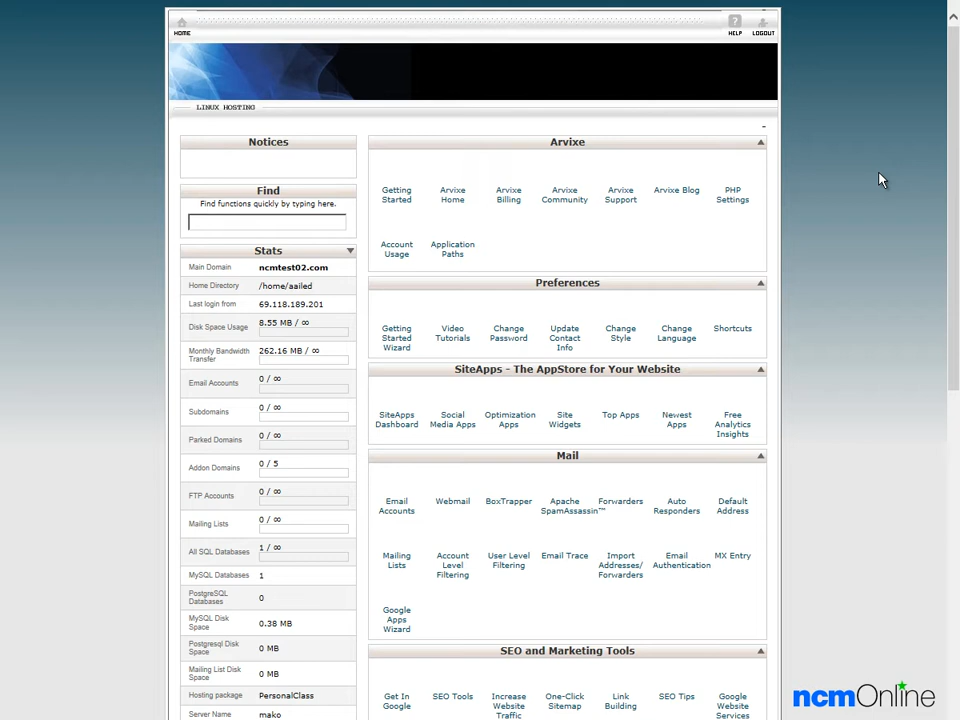 HOME
?
HELP
LOGOUT
LINUX HOSTING
-
Notices
Find
Find functions quickly by typing here.
Stats
Main Domain ncmtest02.com
Home Directory /home/aailed
Last login from 69.118.189.201
Disk Space Usage 8.55 MB / ∞
Monthly Bandwidth Transfer 262.16 MB / ∞
Email Accounts 0 / ∞
Subdomains 0 / ∞
Parked Domains 0 / ∞
Addon Domains 0 / 5
FTP Accounts 0 / ∞
Mailing Lists 0 / ∞
All SQL Databases 1 / ∞
MySQL Databases 1
PostgreSQL Databases 0
MySQL Disk Space 0.38 MB
Postgresql Disk Space 0 MB
Mailing List Disk Space 0 MB
Hosting package PersonalClass
Server Name mako
Arvixe
Getting Started
Arvixe Home
Arvixe Billing
Arvixe Community
Arvixe Support
Arvixe Blog
PHP Settings
Account Usage
Application Paths
Preferences
Getting Started Wizard
Video Tutorials
Change Password
Update Contact Info
Change Style
Change Language
Shortcuts
SiteApps - The AppStore for Your Website
SiteApps Dashboard
Social Media Apps
Optimization Apps
Site Widgets
Top Apps
Newest Apps
Free Analytics Insights
Mail
Email Accounts
Webmail
BoxTrapper
Apache SpamAssassin™
Forwarders
Auto Responders
Default Address
Mailing Lists
Account Level Filtering
User Level Filtering
Email Trace
Import Addresses/ Forwarders
Email Authentication
MX Entry
Google Apps Wizard
SEO and Marketing Tools
Get In Google
SEO Tools
Increase Website Traffic
One-Click Sitemap
Link Building
SEO Tips
Google Website Services
ncmOnline